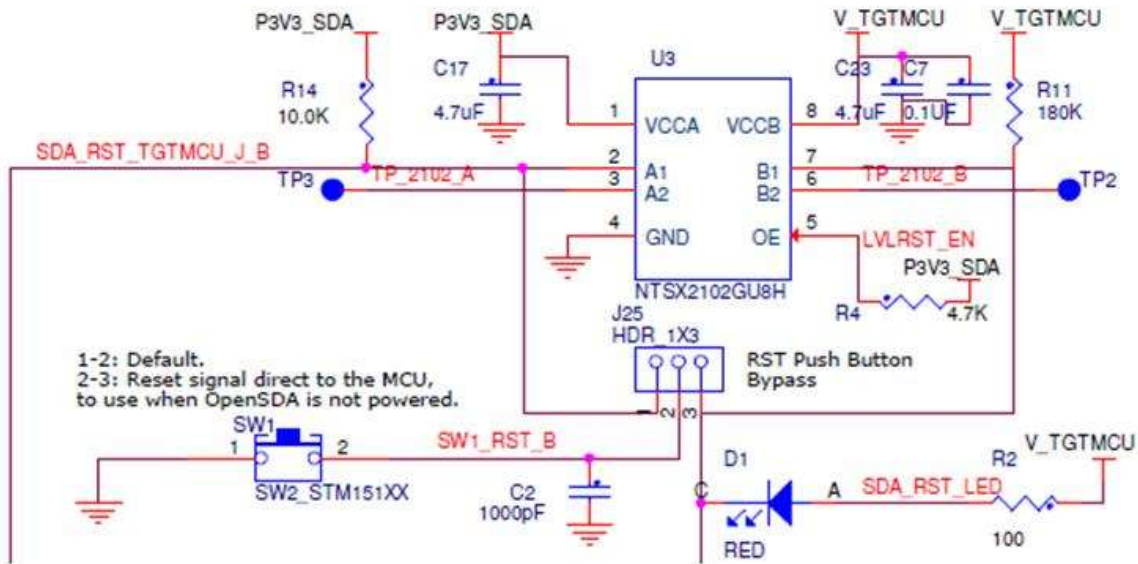 P3V3_SDA
P3V3_SDA
V_TGTMCU
V_TGTMCU
U3
C17
4.7uF
C23
4.7uF
C7
0.1UF
R14
10.0K
R11
180K
1
VCCA
VCCB
8
SDA_RST_TGTMCU_J_B
2
A1
B1
7
TP3
TP_2102_A
3
A2
B2
6
TP_2102_B
TP2
4
GND
OE
5
LVLRST_EN
P3V3_SDA
NTSX2102GU8H
R4
4.7K
J25
HDR_1X3
1-2: Default.
2-3: Reset signal direct to the MCU,
to use when OpenSDA is not powered.
RST Push Button
Bypass
1
2
3
SW1
1
2
SW1_RST_B
SW2_STM151XX
C2
1000pF
D1
C
A
SDA_RST_LED
RED
R2
100
V_TGTMCU